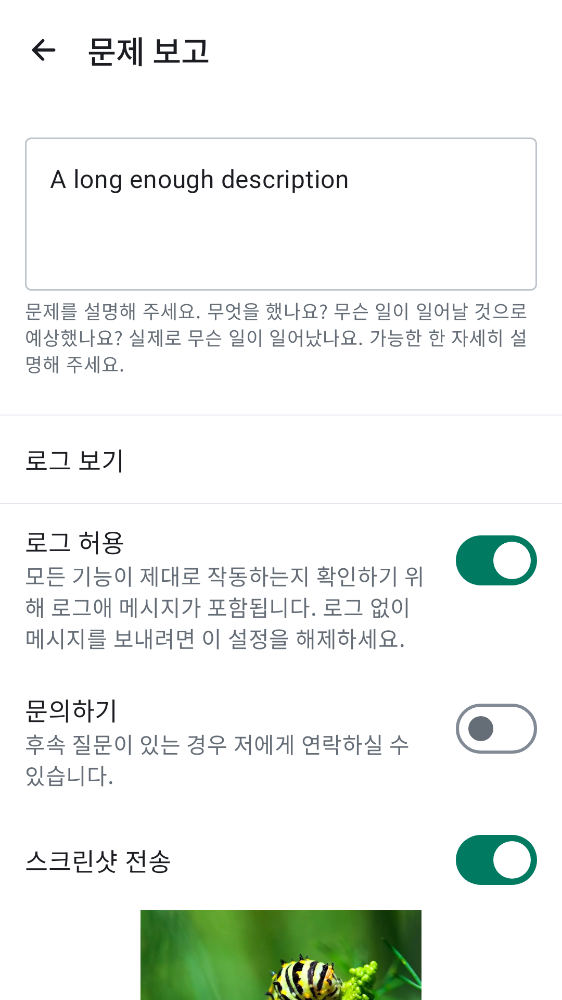 문제 보고
A long enough description
문제를 설명해 주세요. 무엇을 했나요? 무슨 일이 일어날 것으로
예상했나요? 실제로 무슨 일이 일어났나요. 가능한 한 자세히 설
명해 주세요.
로그 보기
로그 허용
모든 기능이 제대로 작동하는지 확인하기 위
해 로그애 메시지가 포함됩니다. 로그 없이
메시지를 보내려면 이 설정을 해제하세요.
문의하기
후속 질문이 있는 경우 저에게 연락하실 수
있습니다.
스크린샷 전송